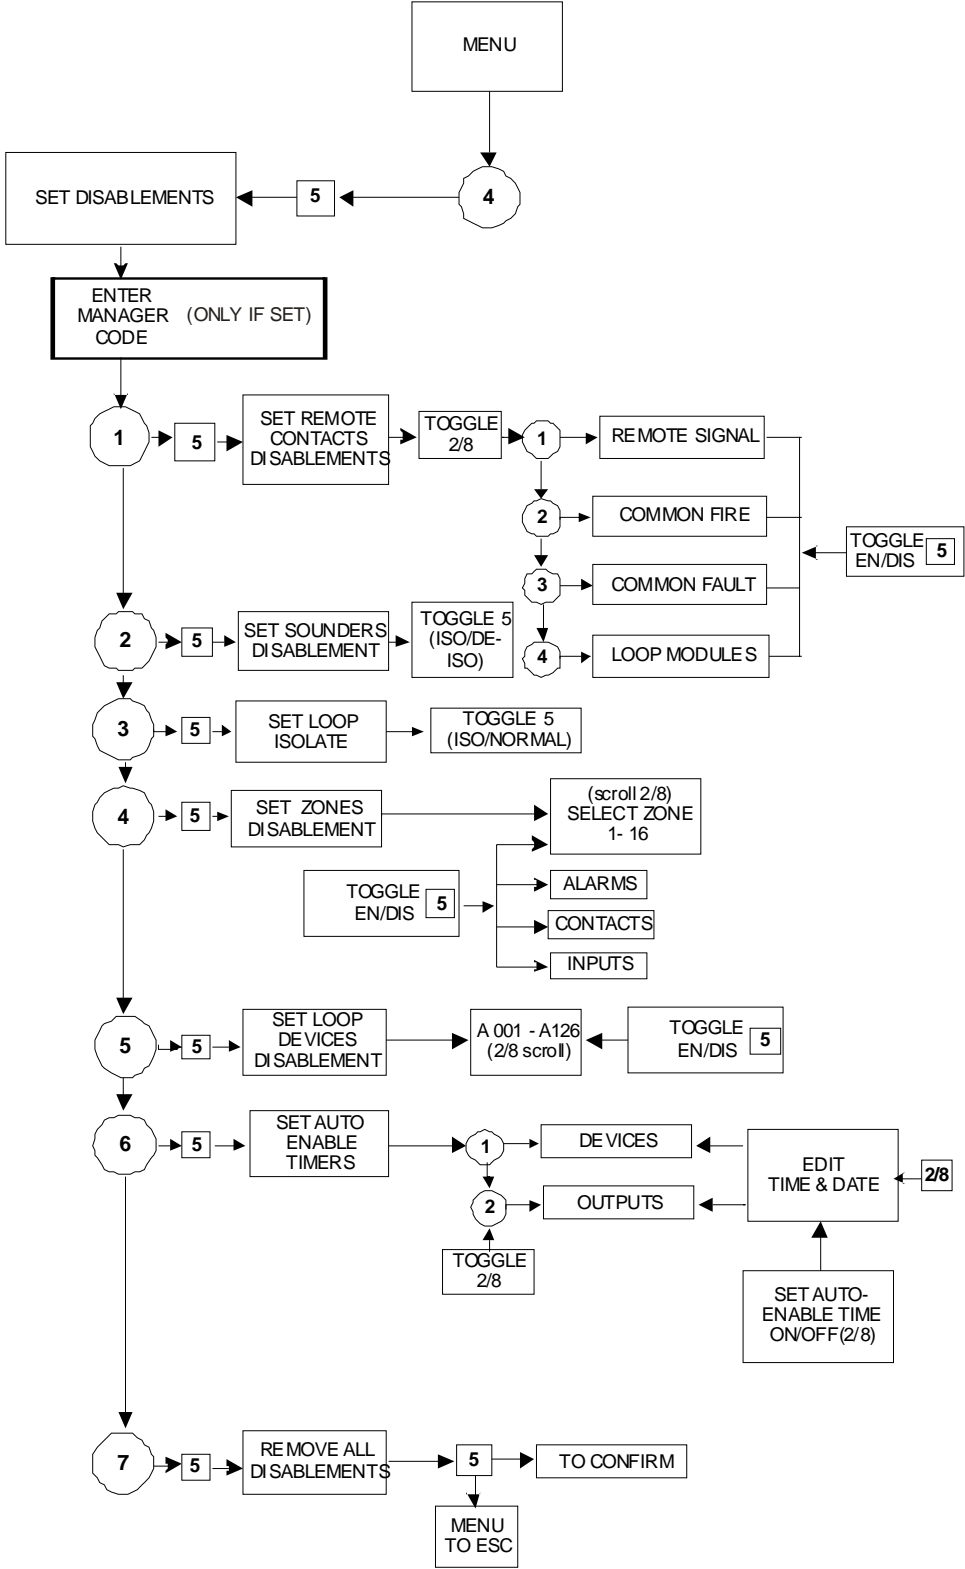 MENU
4
5
SET DISABLEMENTS
ENTER
MANAGER (ONLY IF SET)
CODE
1
5
SET REMOTE
CONTACTS
DISABLEMENTS
TOGGLE
2/8
1
REMOTE SIGNAL
2
COMMON FIRE
3
COMMON FAULT
4
LOOP MODULES
TOGGLE
EN/DIS 5
2
5
SET SOUNDERS
DISABLEMENT
TOGGLE 5
(ISO/DE-
ISO)
3
5
SET LOOP
ISOLATE
TOGGLE 5
(ISO/NORMAL)
4
5
SET ZONES
DISABLEMENT
(scroll 2/8)
SELECT ZONE
1- 16
TOGGLE
EN/DIS 5
ALARMS
CONTACTS
INPUTS
5
5
SET LOOP
DEVICES
DISABLEMENT
A 001 - A126
(2/8 scroll)
TOGGLE
EN/DIS 5
6
5
SET AUTO
ENABLE
TIMERS
1
DEVICES
2
OUTPUTS
TOGGLE
2/8
EDIT
TIME & DATE
2/8
SET AUTO-
ENABLE TIME
ON/OFF(2/8)
7
5
REMOVE ALL
DISABLEMENTS
5
TO CONFIRM
MENU
TO ESC